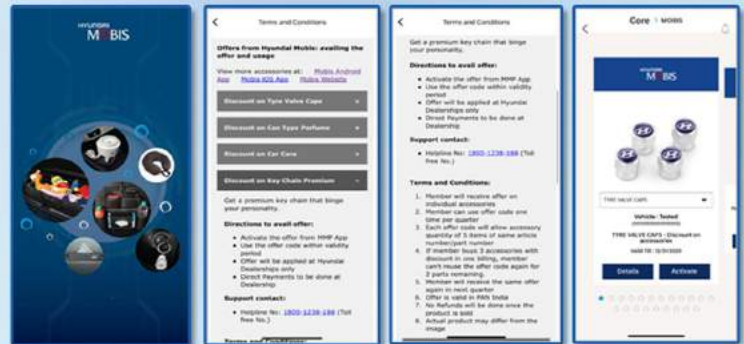 HYUNDAI
MOBIS
Terms and Conditions
Offers from Hyundai Mobis: availing the
offer and usage
View more accessories at: Mobis Android
App Mobis IOS App Mobis Website
Discount on Tyre Valve Caps
Discount on Can Type Perfume
Discount on Car Care
Discount on Key Chain Premium
Get a premium key chain that binge
your personality.
Directions to avail offer:
Activate the offer from MMP App
Use the offer code within validity
period
Offer will be applied at Hyundai
Dealerships only
Direct Payments to be done at
Dealership
Support contact:
Helpline No: 1800-1238-188 (Toll
free No.)
Terms and Conditions:
Terms and Conditions
Get a premium key chain that binge
your personality.
Directions to avail offer:
Activate the offer from MMP App
Use the offer code within validity
period
Offer will be applied at Hyundai
Dealerships only
Direct Payments to be done at
Dealership
Support contact:
Helpline No: 1800-1238-188 (Toll
free No.)
Terms and Conditions:
1. Member will receive offer on
individual accessories
2. Member can use offer code one
time per quarter
3. Each offer code will allow accessory
quantity of 5 items of same article
number/part number
4. If member buys 3 accessories with
discount in one billing, member
can't reuse the offer code again for
2 parts remaining.
5. Member will receive the same offer
again in next quarter
6. Offer is valid in PAN India
7. No Refunds will be done once the
product is sold
8. Actual product may differ from the
image
Core MOBIS
HYUNDAI
MOBIS
TYRE VALVE CAPS
Vehicle : Tested
TYRE VALVE CAPS - Discount on
accessories
Valid Till : 12/31/2020
Details
Activate